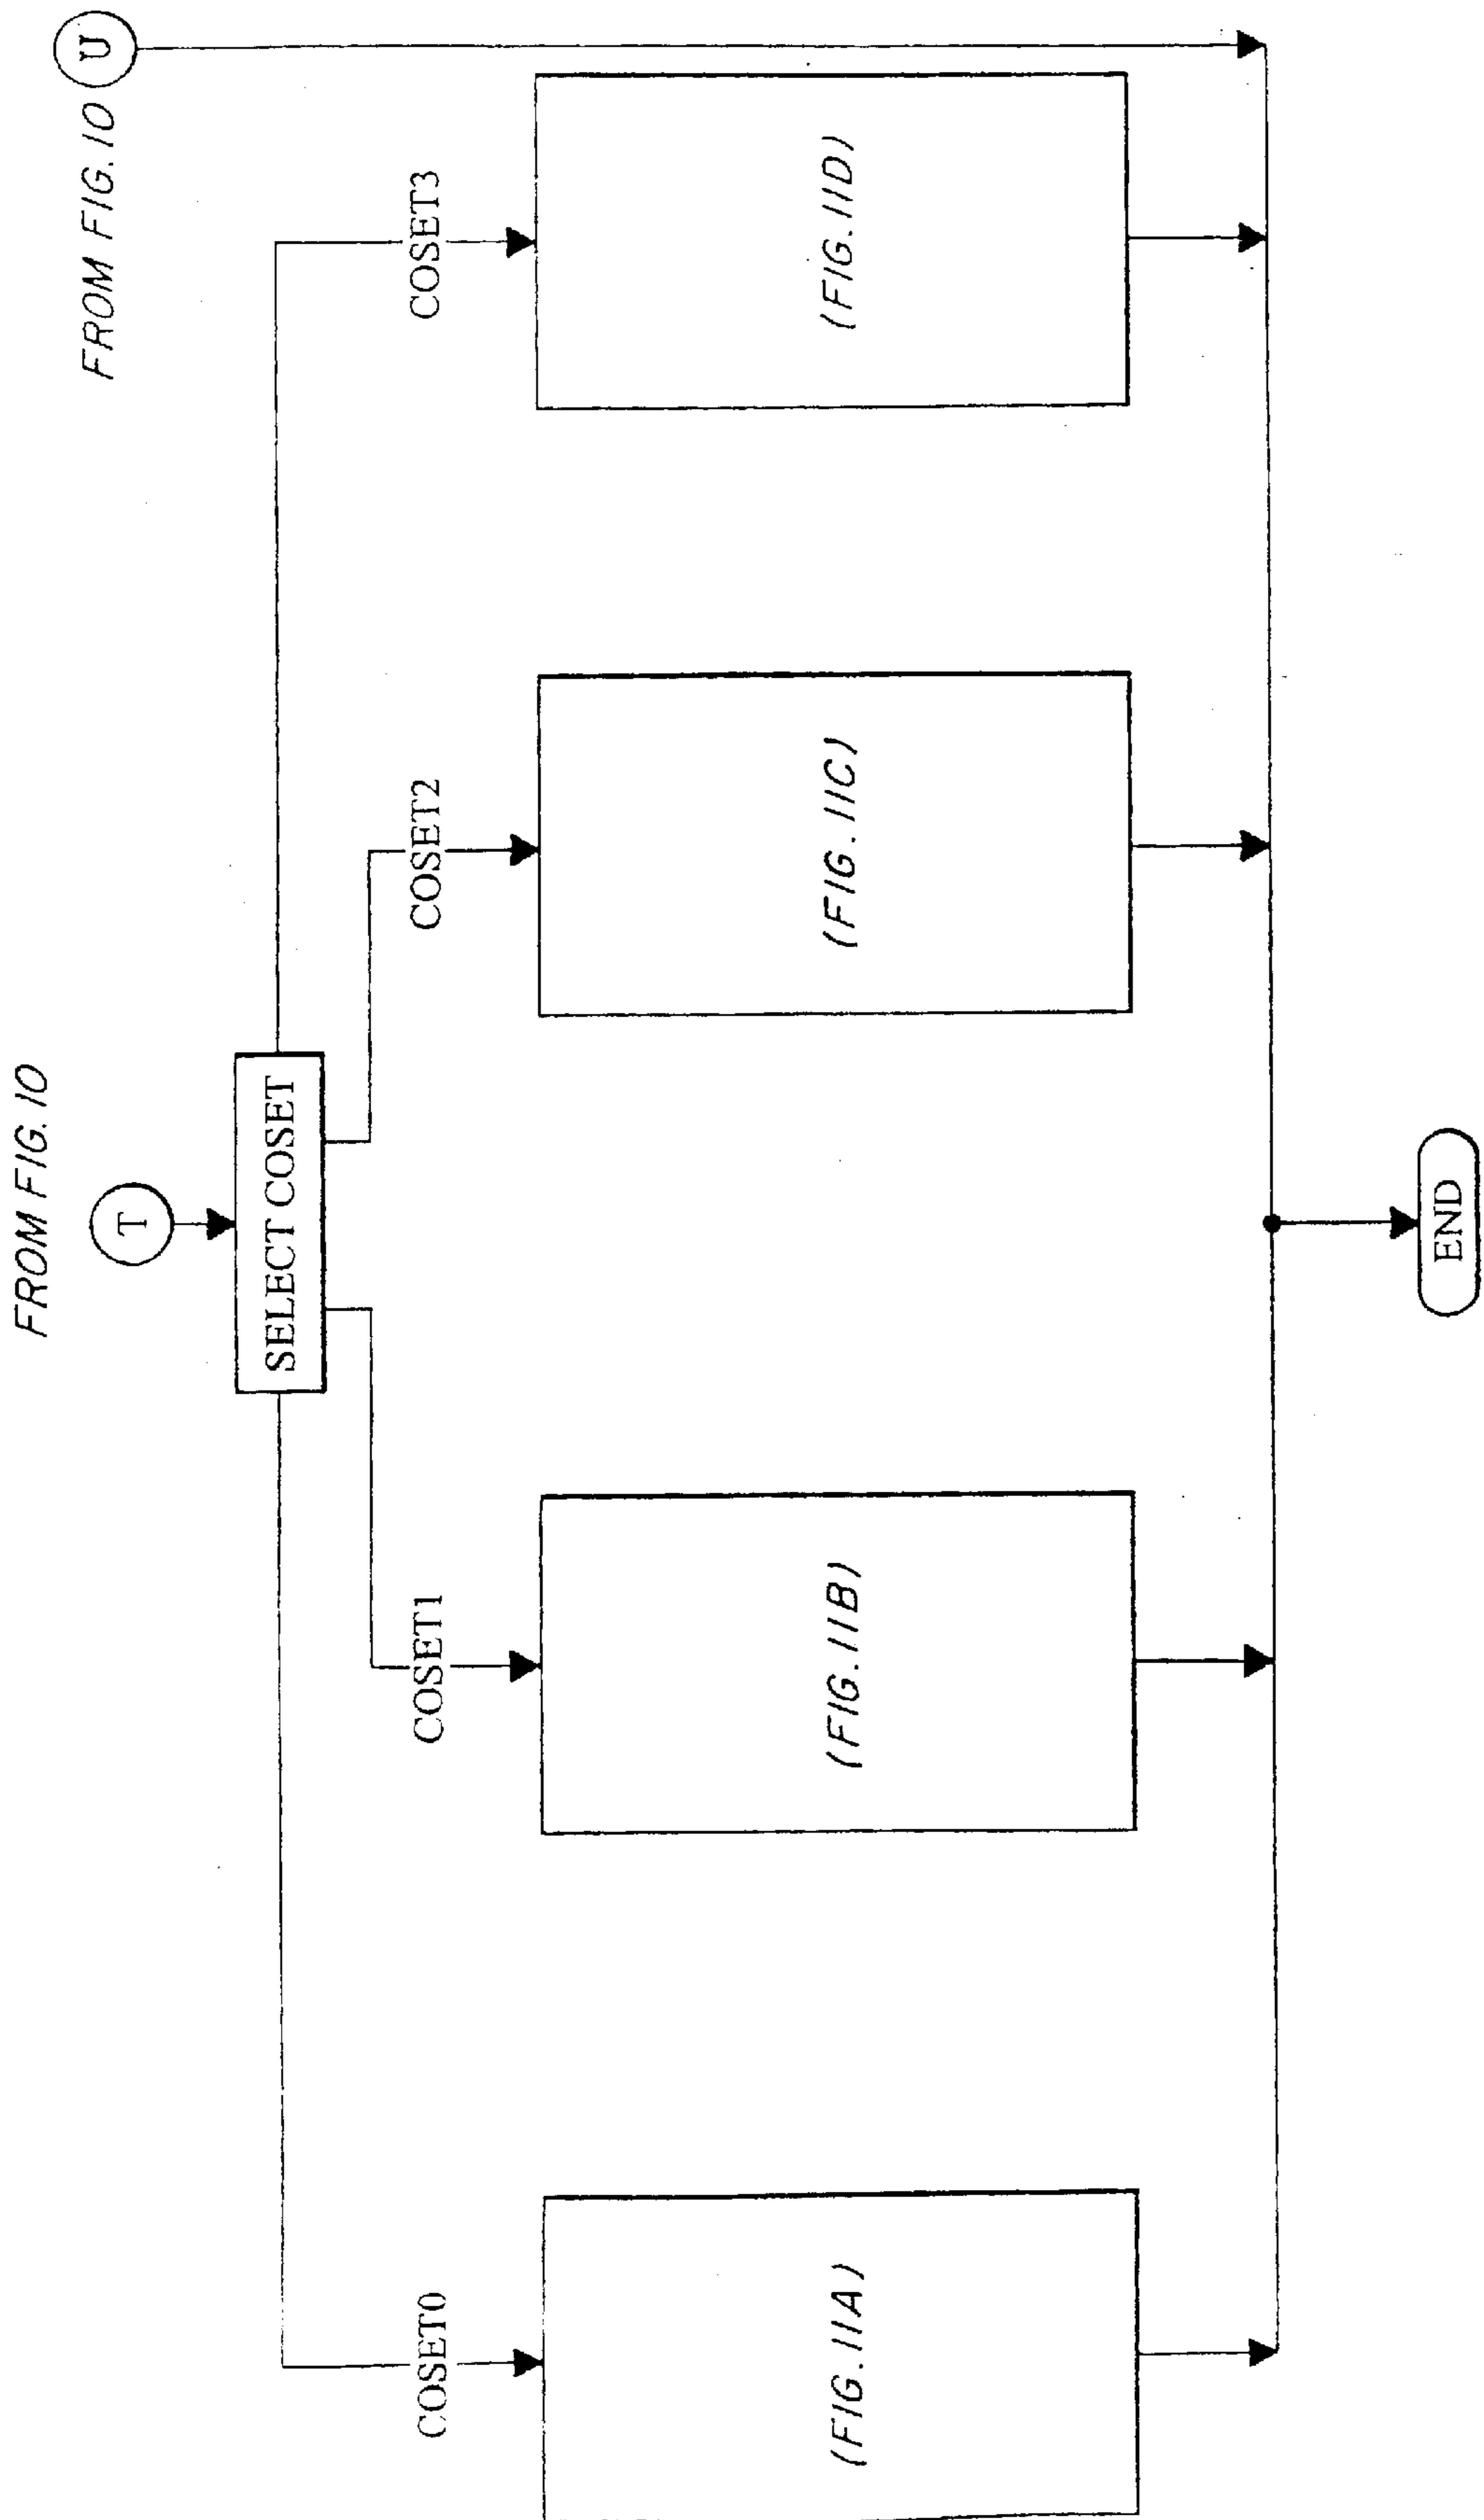 FROM FIG. 10
T
FROM FIG. 10
U
SELECT COSET
COSET0
COSET1
COSET2
COSET3
(FIG. 11A)
(FIG. 11B)
(FIG. 11C)
(FIG. 11D)
END